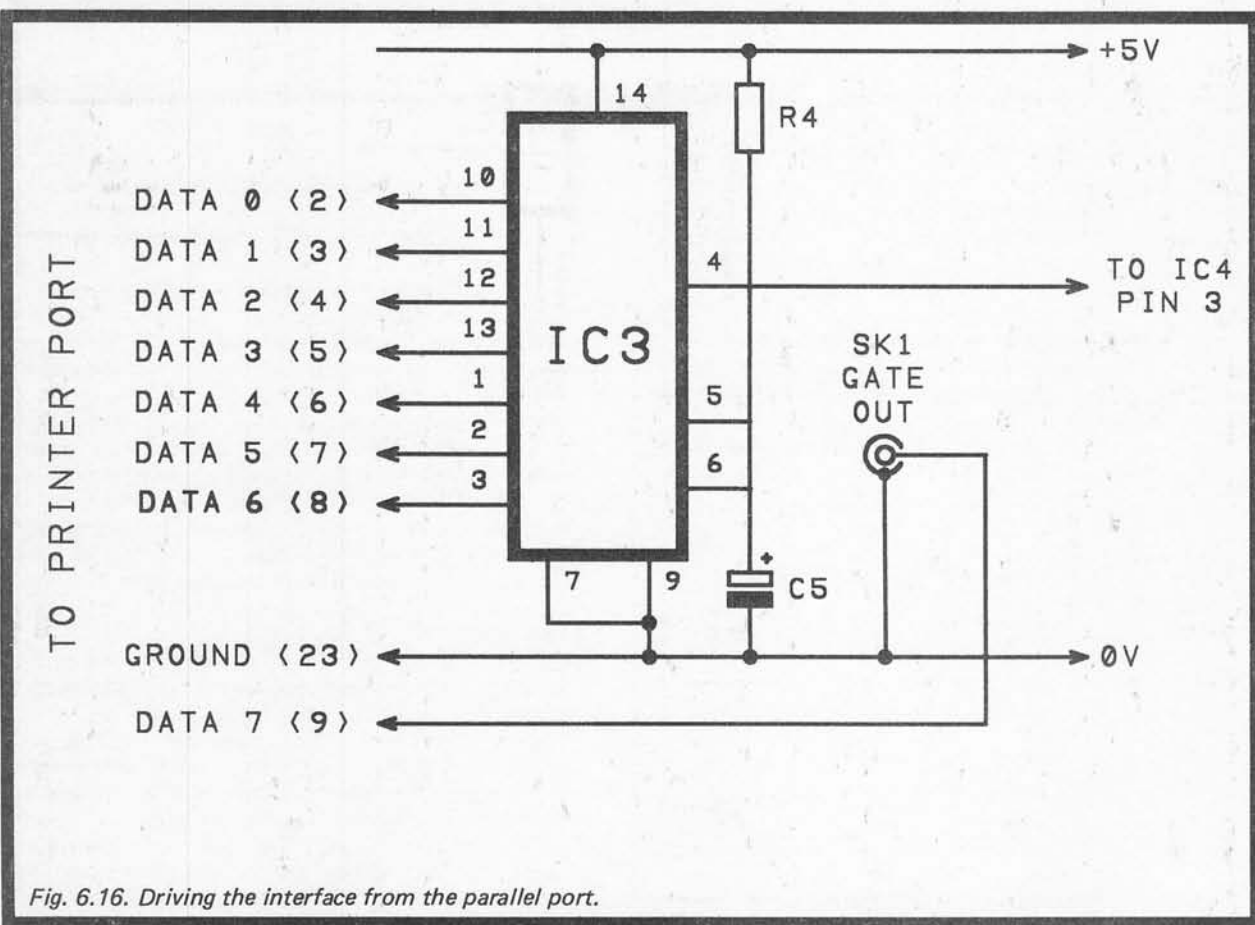 +5V
14
R4
10
DATA 0 (2)
11
DATA 1 (3)
4
TO IC4
PIN 3
12
DATA 2 (4)
13
DATA 3 (5)
IC3
SK1
GATE
OUT
1
DATA 4 (6)
5
2
DATA 5 (7)
6
3
DATA 6 (8)
TO PRINTER PORT
7
9
+
C5
GROUND (23)
0V
DATA 7 (9)
Fig. 6.16. Driving the interface from the parallel port.